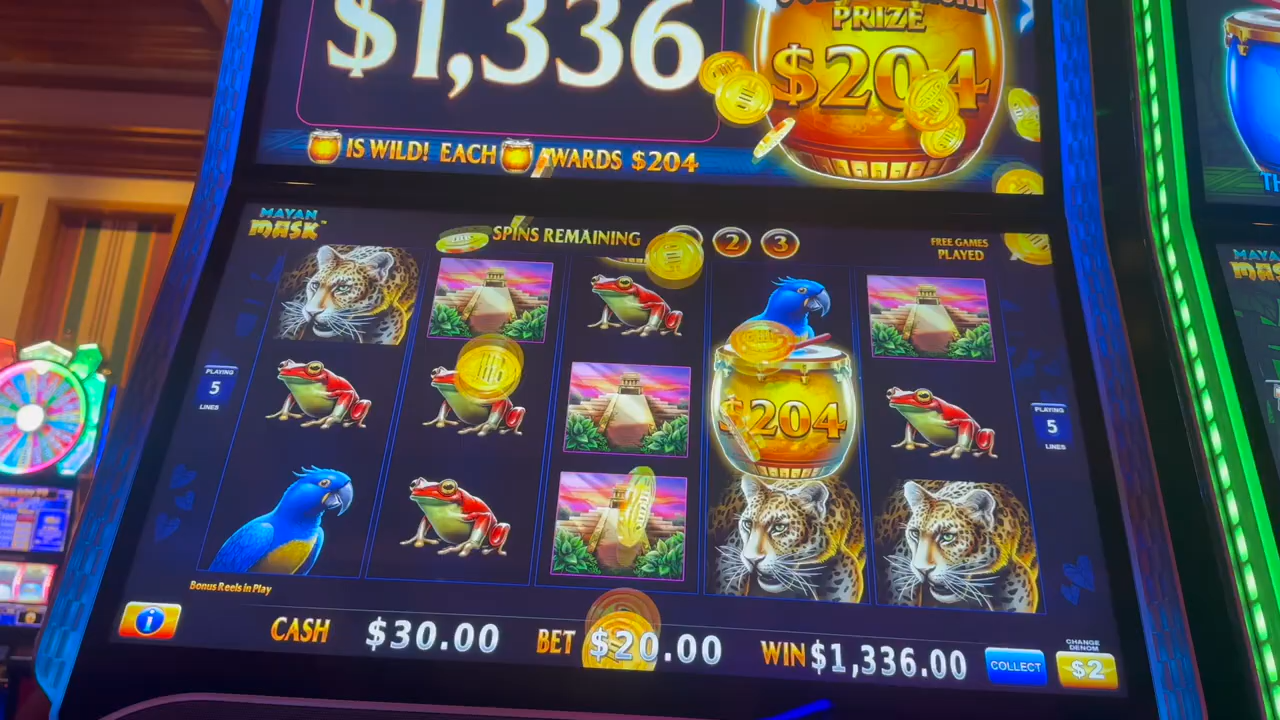 $1,336
PRIZE
$204
IS WILD! EACH AWARDS $204
MAYAN
MASK™
SPINS REMAINING
2 3
FREE GAMES
PLAYED
PLAYING
5
LINES
$204
PLAYING
5
LINES
Bonus Reels in Play
CASH $30.00 BET $20.00 WIN $1,336.00
COLLECT
CHANGE
DENOM
$2
MAYAN